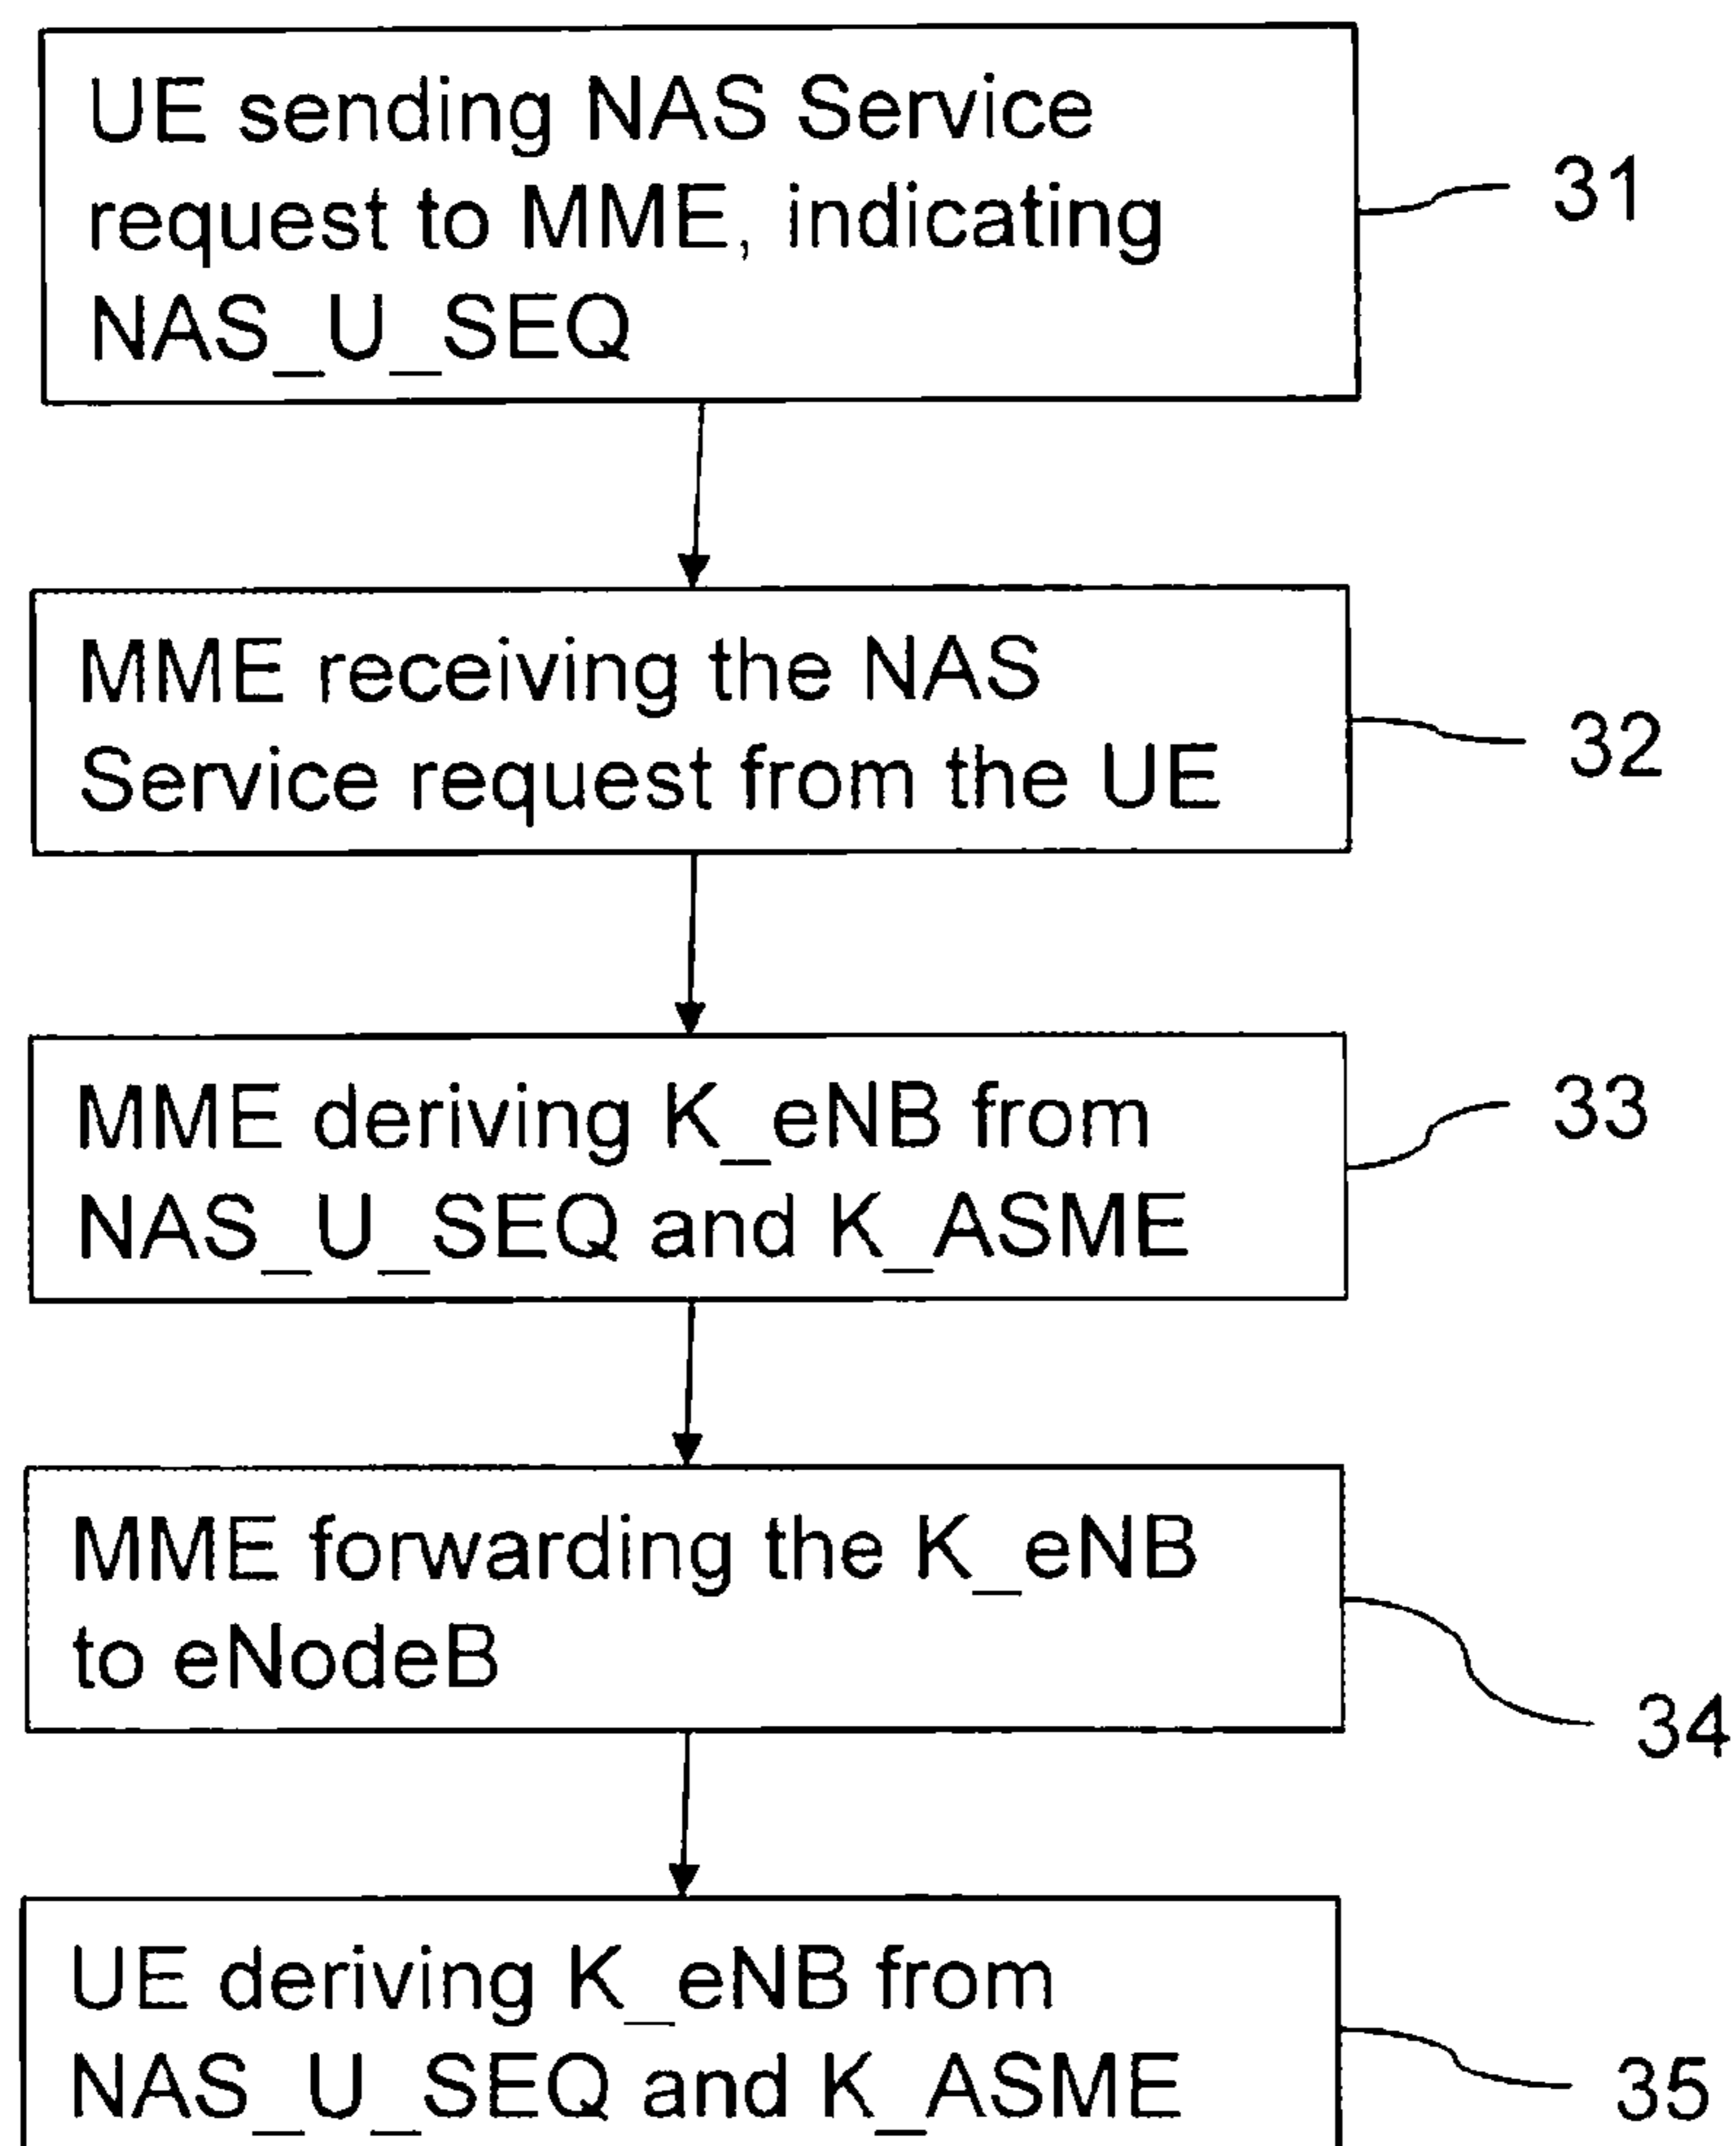 UE sending NAS Service
request to MME, indicating
NAS_U_SEQ
31
MME receiving the NAS
Service request from the UE
32
MME deriving K_eNB from
NAS_U_SEQ and K_ASME
33
MME forwarding the K_eNB
to eNodeB
34
UE deriving K_eNB from
NAS_U_SEQ and K_ASME
35